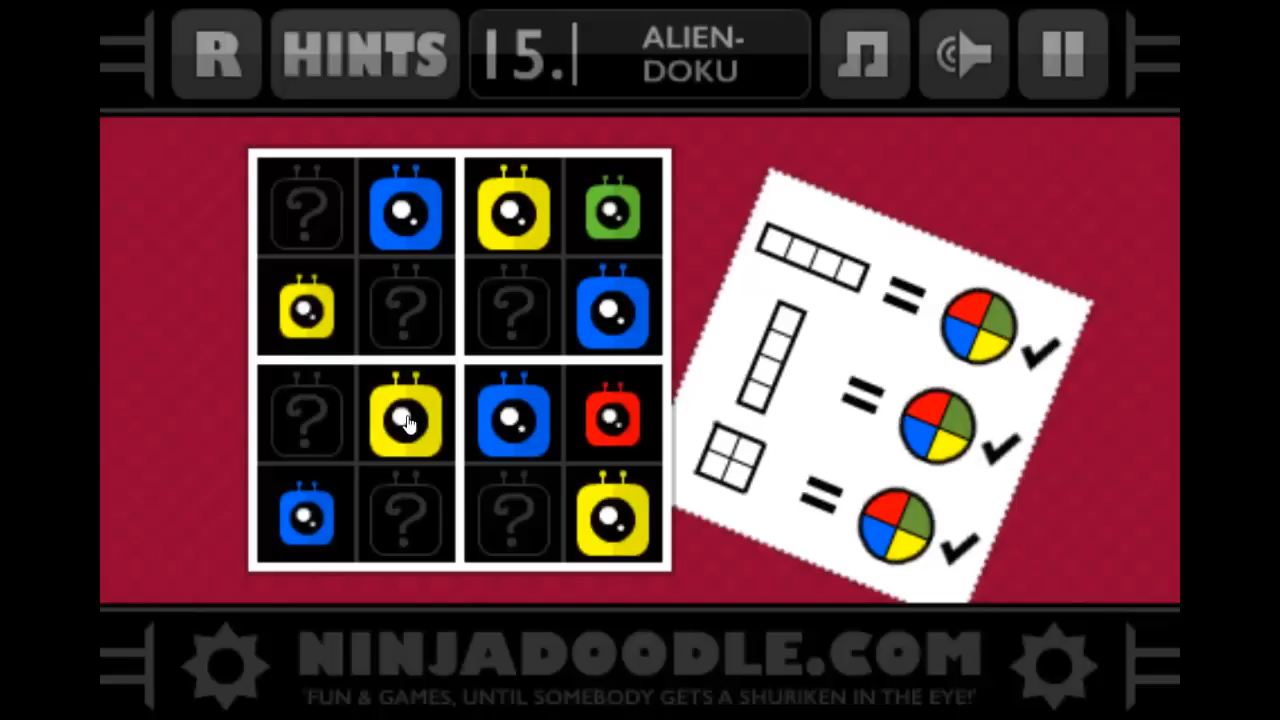 R HINTS 15. ALIEN-
DOKU
? ? ? ? ? ?
= 
=
=
NINJADOODLE.COM
'FUN & GAMES, UNTIL SOMEBODY GETS A SHURIKEN IN THE EYE!'